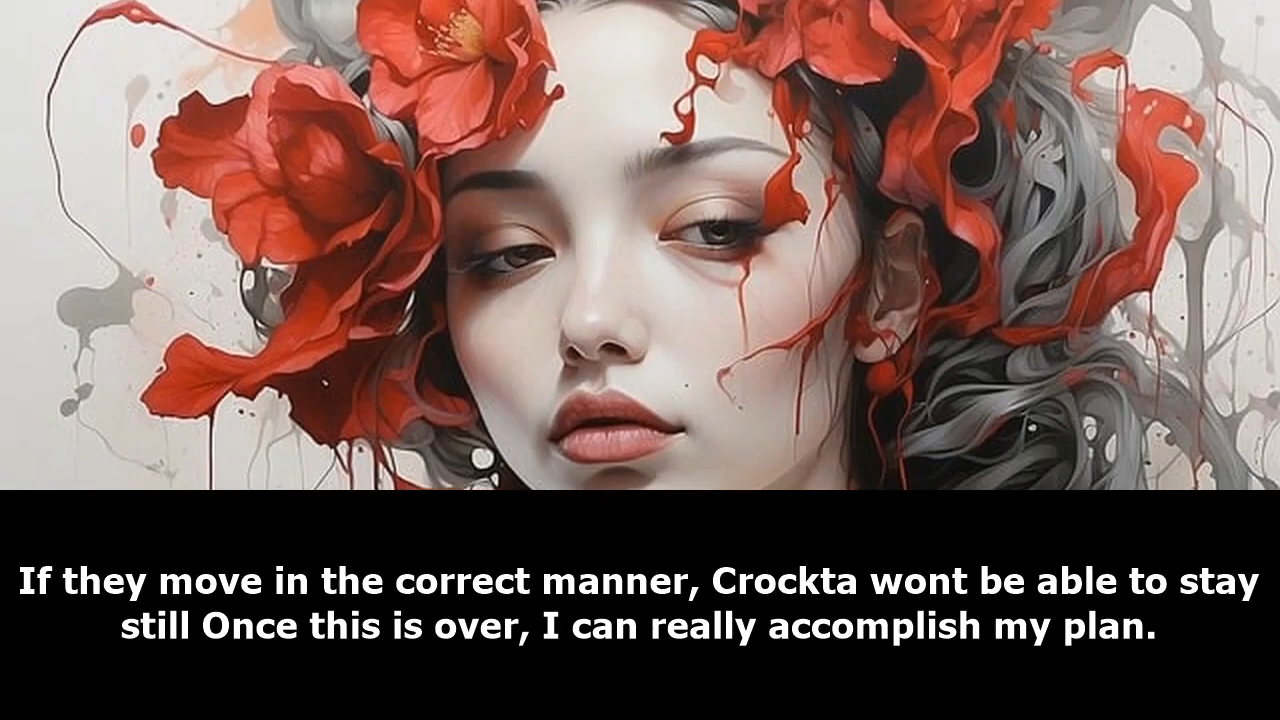 If they move in the correct manner, Crockta wont be able to stay
still Once this is over, I can really accomplish my plan.